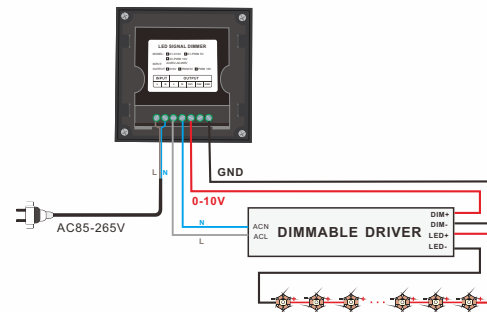 LED SIGNAL DIMMER
INPUT OUTPUT
L N
GND
0-10V
AC85-265V
N
L
ACN
ACL
DIMMABLE DRIVER
DIM+
DIM-
LED+
LED-